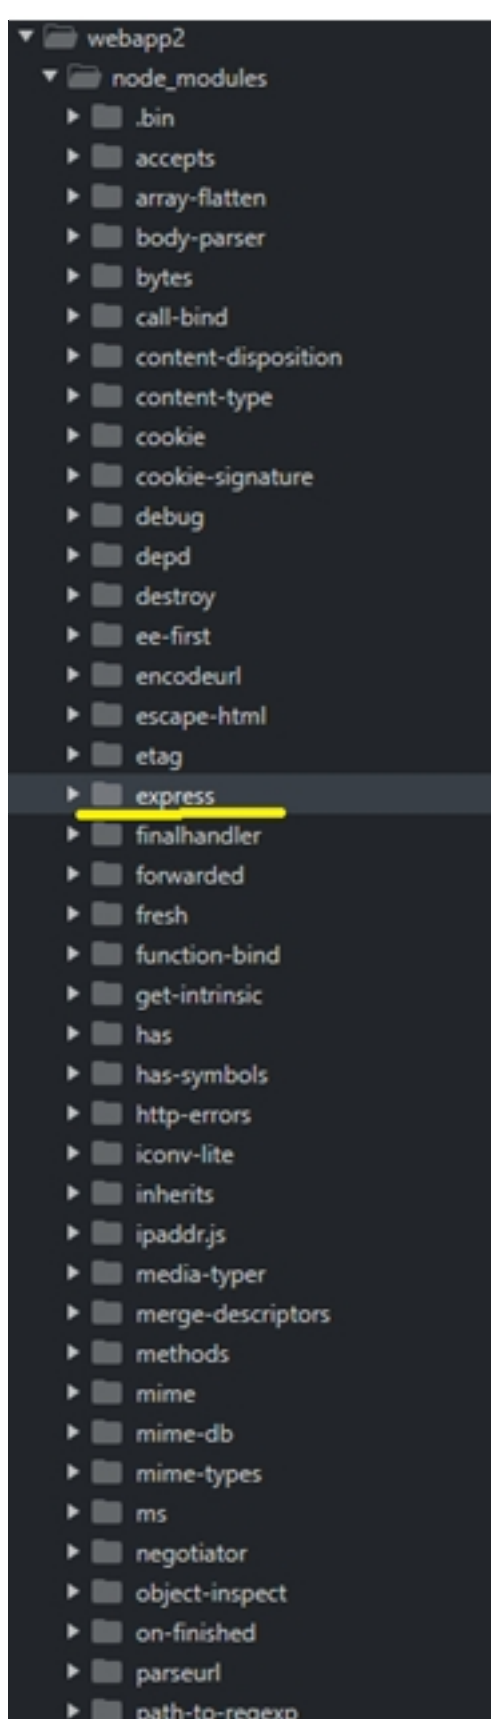 webapp2
node_modules
.bin
accepts
array-flatten
body-parser
bytes
call-bind
content-disposition
content-type
cookie
cookie-signature
debug
depd
destroy
ee-first
encodeurl
escape-html
etag
express
finalhandler
forwarded
fresh
function-bind
get-intrinsic
has
has-symbols
http-errors
iconv-lite
inherits
ipaddr.js
media-typer
merge-descriptors
methods
mime
mime-db
mime-types
ms
negotiator
object-inspect
on-finished
parseurl
path-to-regexp